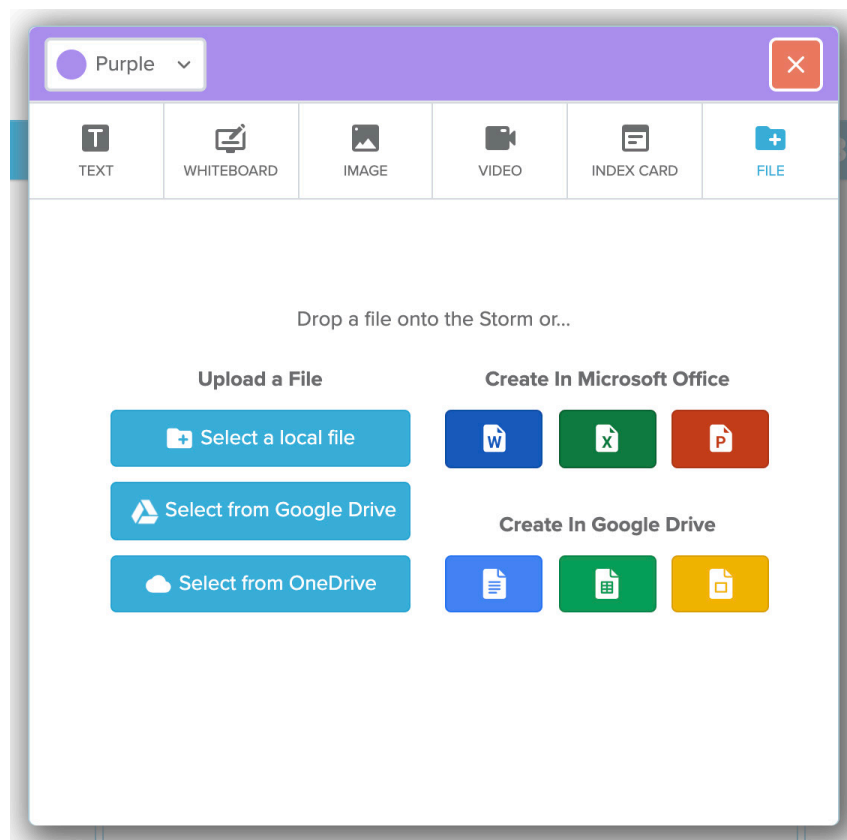 Purple
TEXT
WHITEBOARD
IMAGE
VIDEO
INDEX CARD
FILE
Drop a file onto the Storm or...
Upload a File
Select a local file
Select from Google Drive
Select from OneDrive
Create In Microsoft Office
W
X
P
Create In Google Drive